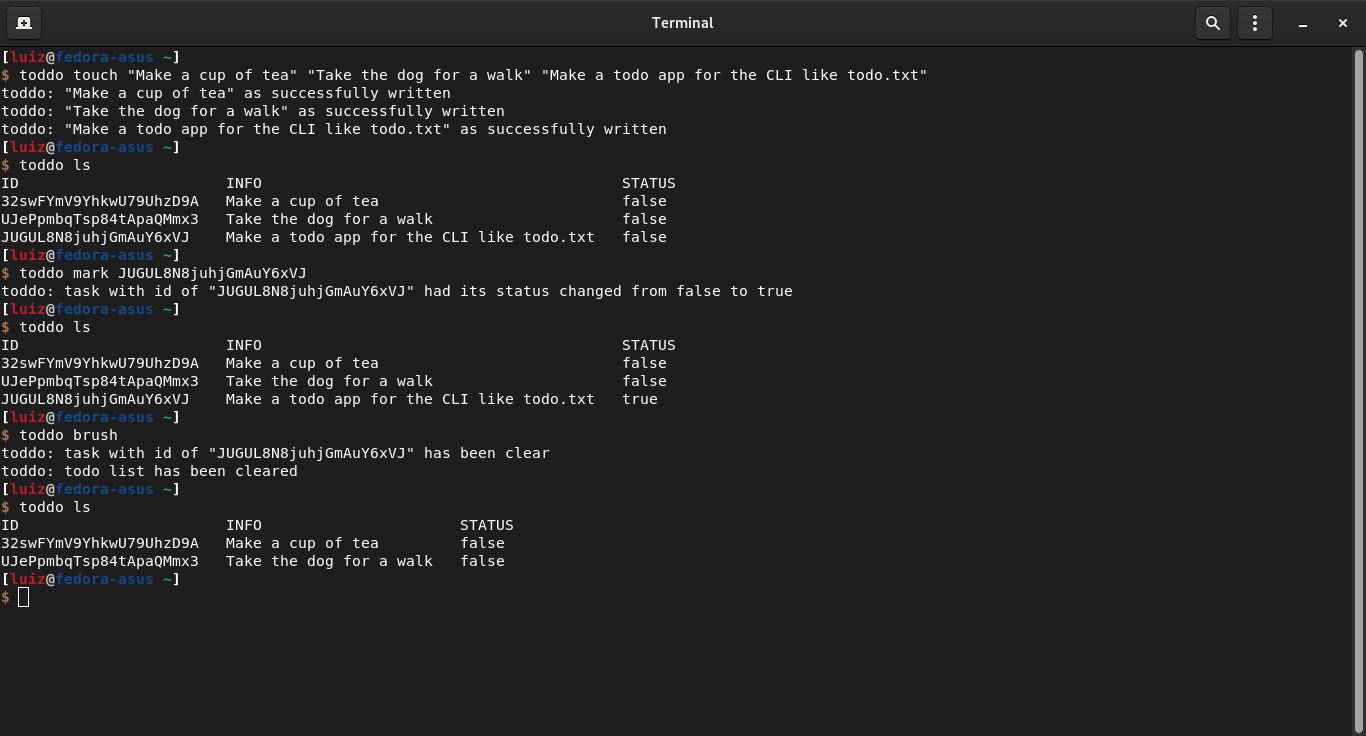 Terminal
[luiz@fedora-asus ~]
$ toddo touch "Make a cup of tea" "Take the dog for a walk" "Make a todo app for the CLI like todo.txt"
toddo: "Make a cup of tea" as successfully written
toddo: "Take the dog for a walk" as successfully written
toddo: "Make a todo app for the CLI like todo.txt" as successfully written
[luiz@fedora-asus ~]
$ toddo ls
ID                       INFO                                        STATUS
32swFYmV9YhkwU79UhzD9A   Make a cup of tea                           false
UJePpmbqTsp84tApaQMmx3   Take the dog for a walk                     false
JUGUL8N8juhjGmAuY6xVJ    Make a todo app for the CLI like todo.txt   false
[luiz@fedora-asus ~]
$ toddo mark JUGUL8N8juhjGmAuY6xVJ
toddo: task with id of "JUGUL8N8juhjGmAuY6xVJ" had its status changed from false to true
[luiz@fedora-asus ~]
$ toddo ls
ID                       INFO                                        STATUS
32swFYmV9YhkwU79UhzD9A   Make a cup of tea                           false
UJePpmbqTsp84tApaQMmx3   Take the dog for a walk                     false
JUGUL8N8juhjGmAuY6xVJ    Make a todo app for the CLI like todo.txt   true
[luiz@fedora-asus ~]
$ toddo brush
toddo: task with id of "JUGUL8N8juhjGmAuY6xVJ" has been clear
toddo: todo list has been cleared
[luiz@fedora-asus ~]
$ toddo ls
ID                       INFO                      STATUS
32swFYmV9YhkwU79UhzD9A   Make a cup of tea         false
UJePpmbqTsp84tApaQMmx3   Take the dog for a walk   false
[luiz@fedora-asus ~]
$